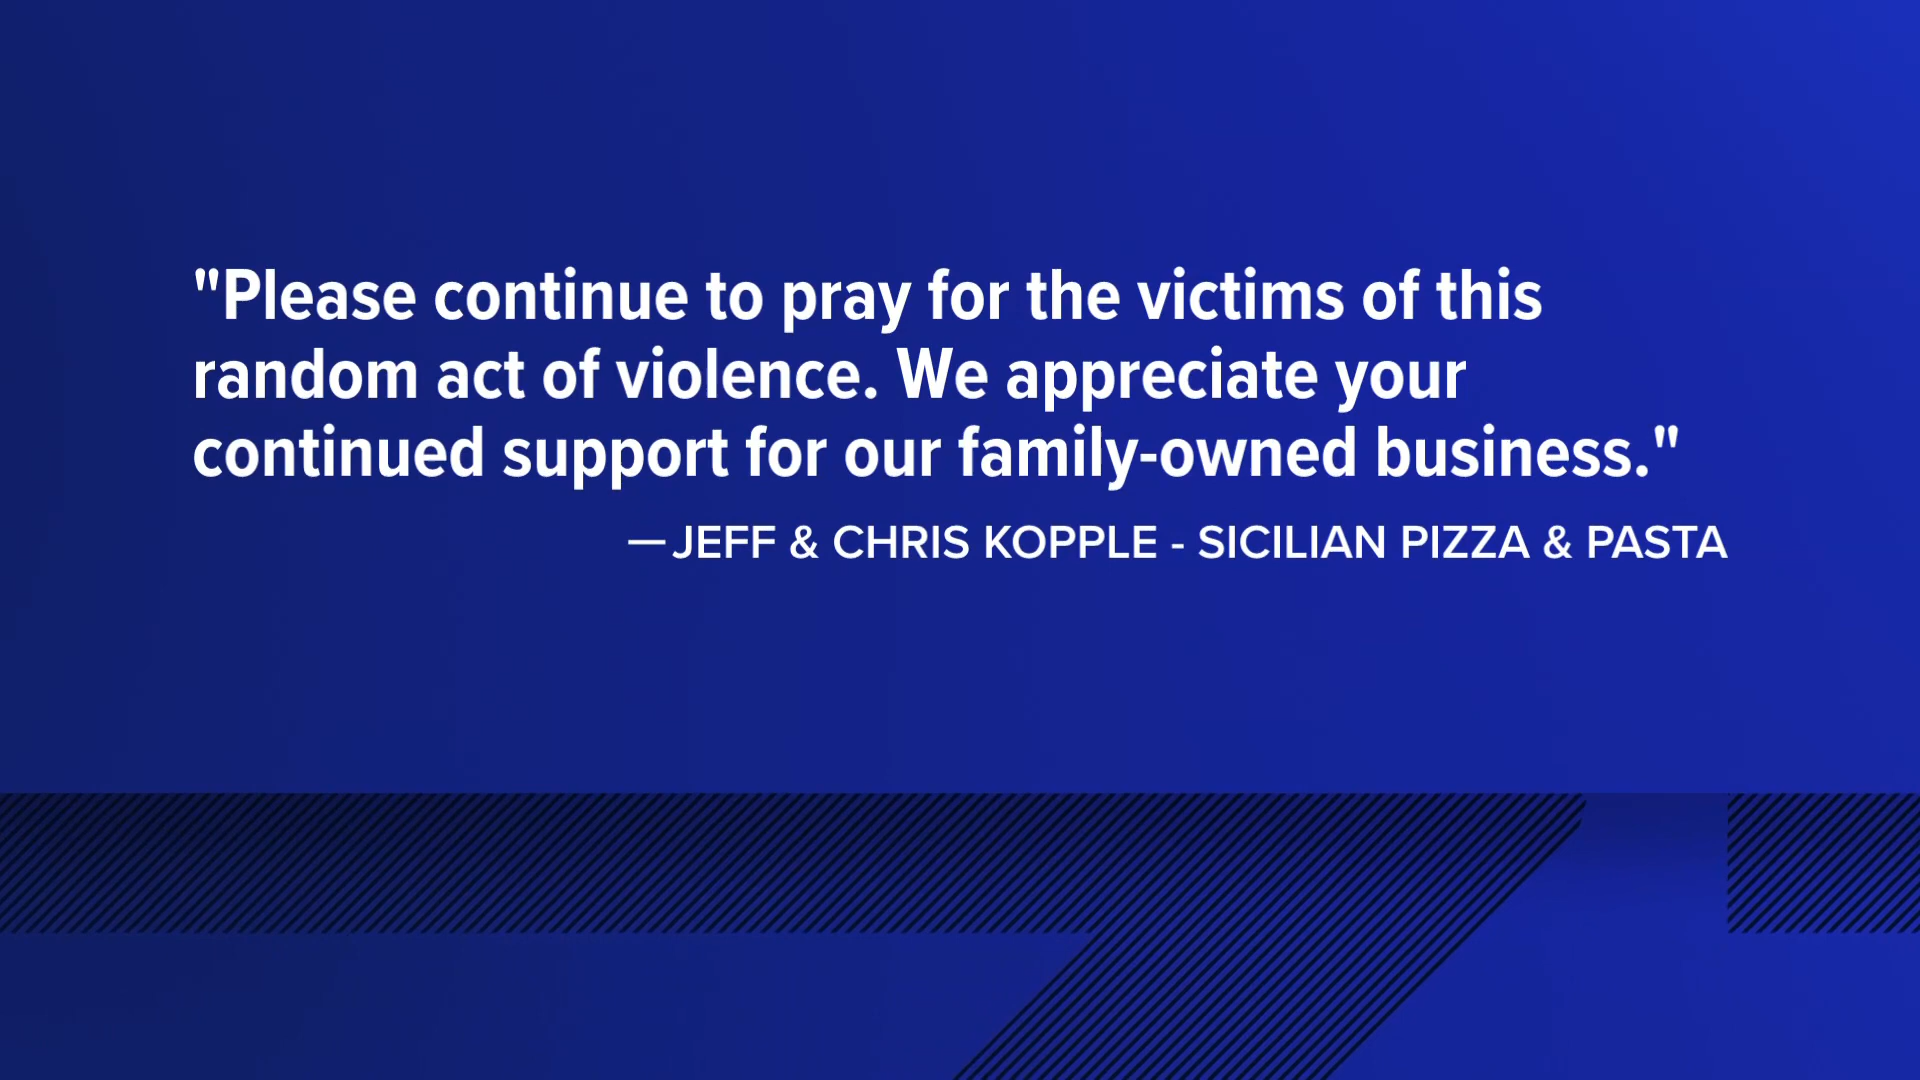 "Please continue to pray for the victims of this
random act of violence. We appreciate your
continued support for our family-owned business."
—JEFF & CHRIS KOPPLE - SICILIAN PIZZA & PASTA